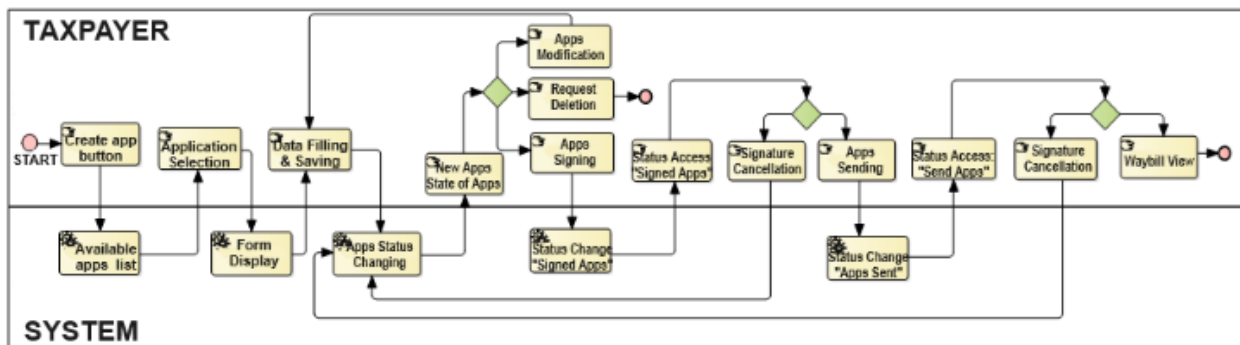 TAXPAYER
START
Create app
button
Application
Selection
Data Filling
& Saving
New Apps
State of Apps
Apps
Modification
Request
Deletion
Apps
Signing
Status Access
"Signed Apps"
Signature
Cancellation
Apps
Sending
Status Access:
"Send Apps"
Signature
Cancellation
Waybill View
Available
apps list
Form
Display
Apps Status
Changing
Status Change
"Signed Apps"
Status Change
"Apps Sent"
SYSTEM